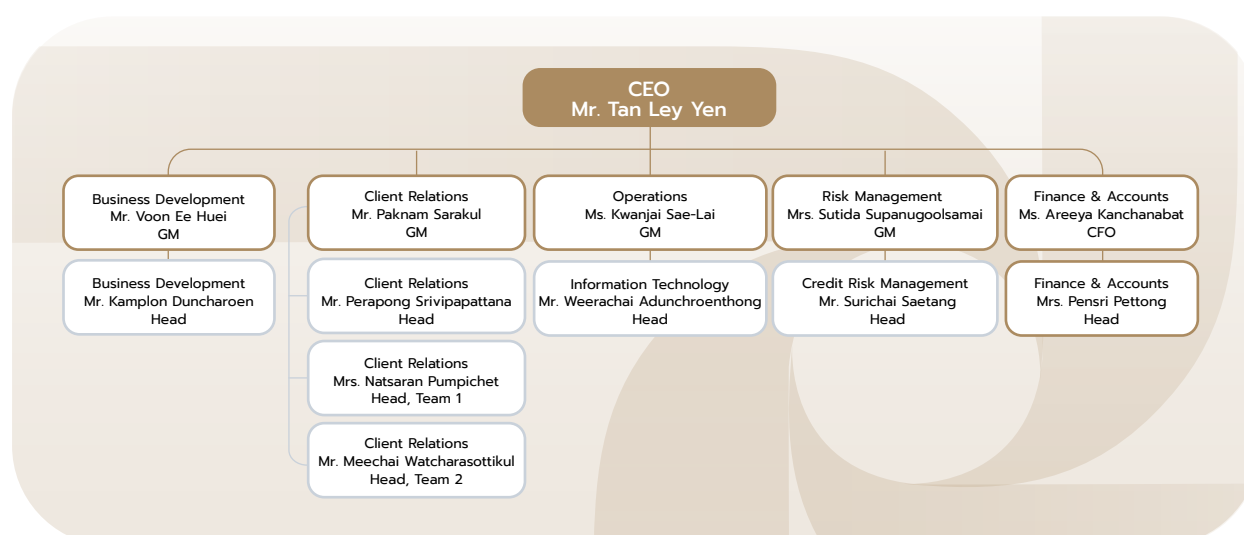 CEO
Mr. Tan Ley Yen
Business Development
Mr. Voon Ee Huei
GM
Client Relations
Mr. Paknam Sarakul
GM
Operations
Ms. Kwanjai Sae-Lai
GM
Risk Management
Mrs. Sutida Supanugoolsamai
GM
Finance & Accounts
Ms. Areeya Kanchanabat
CFO
Business Development
Mr. Kamplon Duncharoen
Head
Client Relations
Mr. Perapong Srivipapattana
Head
Information Technology
Mr. Weerachai Adunchroenthong
Head
Credit Risk Management
Mr. Surichai Saetang
Head
Finance & Accounts
Mrs. Pensri Pettong
Head
Client Relations
Mrs. Natsaran Pumpichet
Head, Team 1
Client Relations
Mr. Meechai Watcharasottikul
Head, Team 2